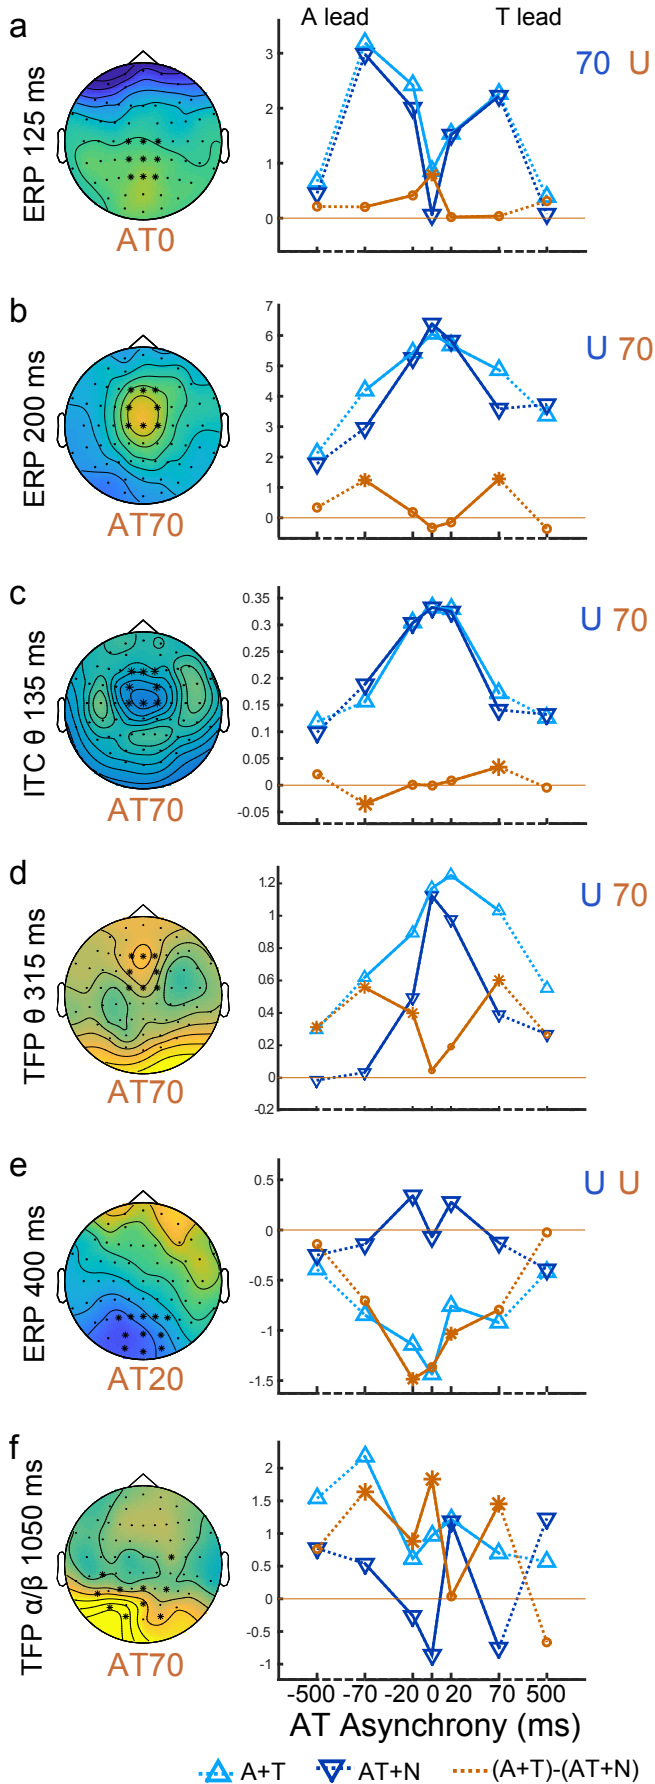 a
A lead
T lead
70 U
ERP 125 ms
AT0
3
2
1
0
b
U 70
ERP 200 ms
AT70
7
6
5
4
3
2
1
0
c
U 70
ITC θ 135 ms
AT70
0.35
0.3
0.25
0.2
0.15
0.1
0.05
0
-0.05
d
U 70
TFP θ 315 ms
AT70
1.2
1
0.8
0.6
0.4
0.2
0
-0.2
e
U U
ERP 400 ms
AT20
0.5
0
-0.5
-1
-1.5
f
TFP α/β 1050 ms
AT70
2
1.5
1
0.5
0
-0.5
-1
-500 -70 -20 0 20 70 500
AT Asynchrony (ms)
A+T AT+N (A+T)-(AT+N)